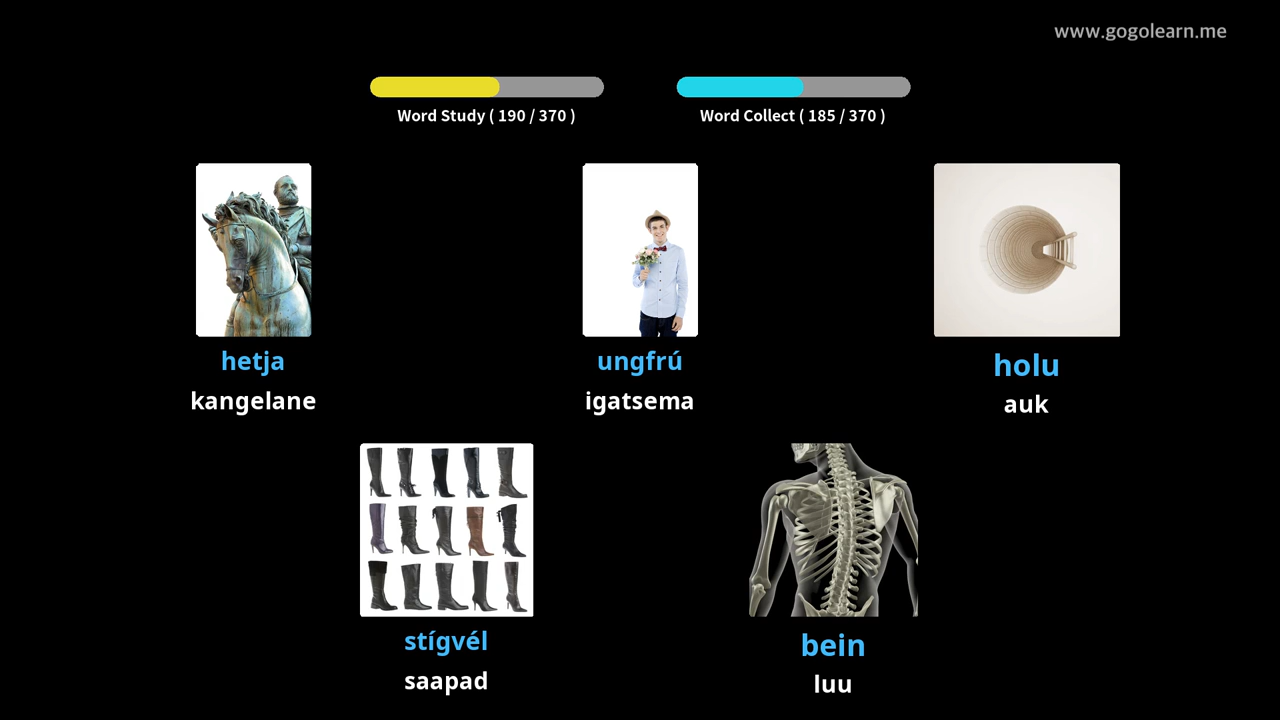 www.gogolearn.me
Word Study ( 190 / 370 )
Word Collect ( 185 / 370 )
hetja
kangelane
ungfrú
igatsema
holu
auk
stígvél
saapad
bein
luu